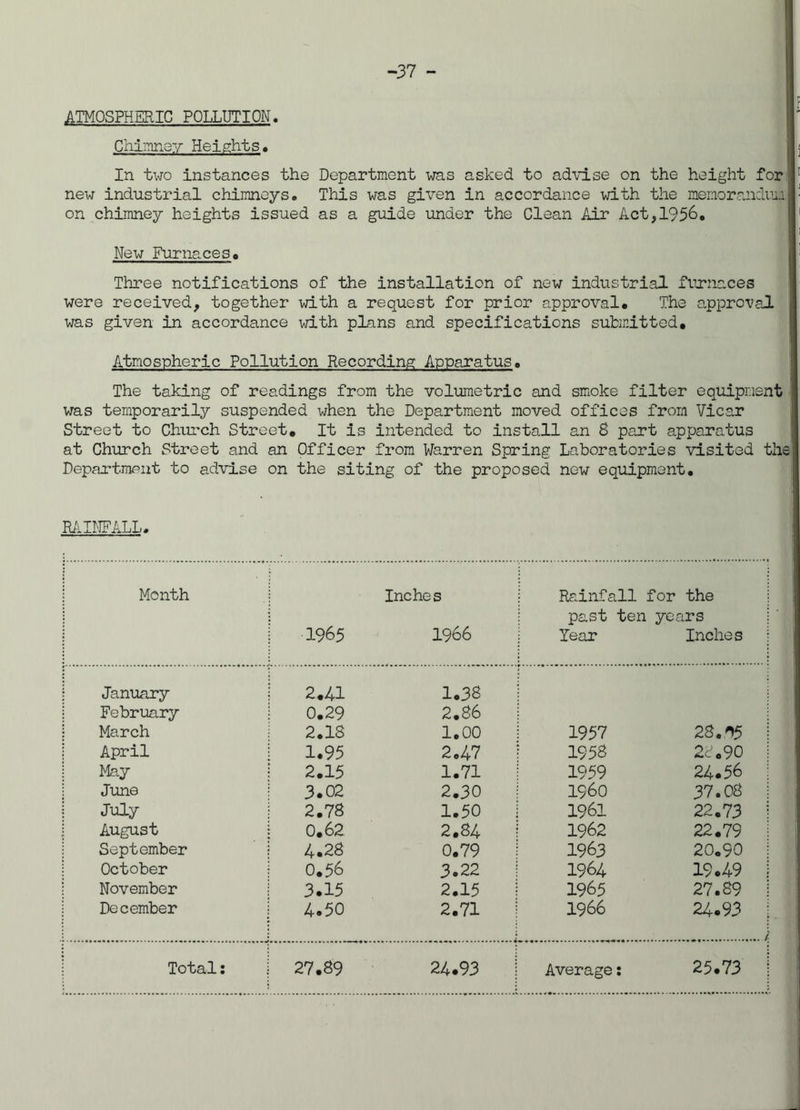 -37 -
ATMOSPHERIC POLLUTION.
Chimney Heights.
In two instances the Department was asked to advise on the height for
new industrial chimneys. This was given in accordance with the memorandum
on chimney heights issued as a guide under the Clean Air Act,1956.
New Furnaces.
Three notifications of the installation of new industrial furnaces
were received, together with a request for prior approval. The approval
was given in accordance with plans and specifications submitted.
Atmospheric Pollution Recording Apparatus.
The taking of readings from the volumetric and smoke filter equipment
was temporarily suspended when the Department moved offices from Vicar
Street to Church Street. It is intended to install an 8 part apparatus
at Church Street and an Officer from Warren Spring Laboratories visited the
Department to advise on the siting of the proposed new equipment.
RAINFALL.
Month Inches Rainfall for the
past ten years
1965 1966 Year Inches
January 2.41 1.38
February 0.29 2.86
March 2.18 1.00 1957 28.
April 1.95 2.47 1958 .90
May 2.15 1.71 1959 24.56
June 3.02 2.30 1960 37.08
July 2.78 1.50 1961 22.73
August 0.62 2.84 1962 22.79
September 4.28 0.79 1963 20.90
October 0.56 3.22 1964 19.49
November 3.15 2.15 1965 27.89
December 4.50 2.71 1966 24.93
Total: 27.89 24.93 Average: 25.73